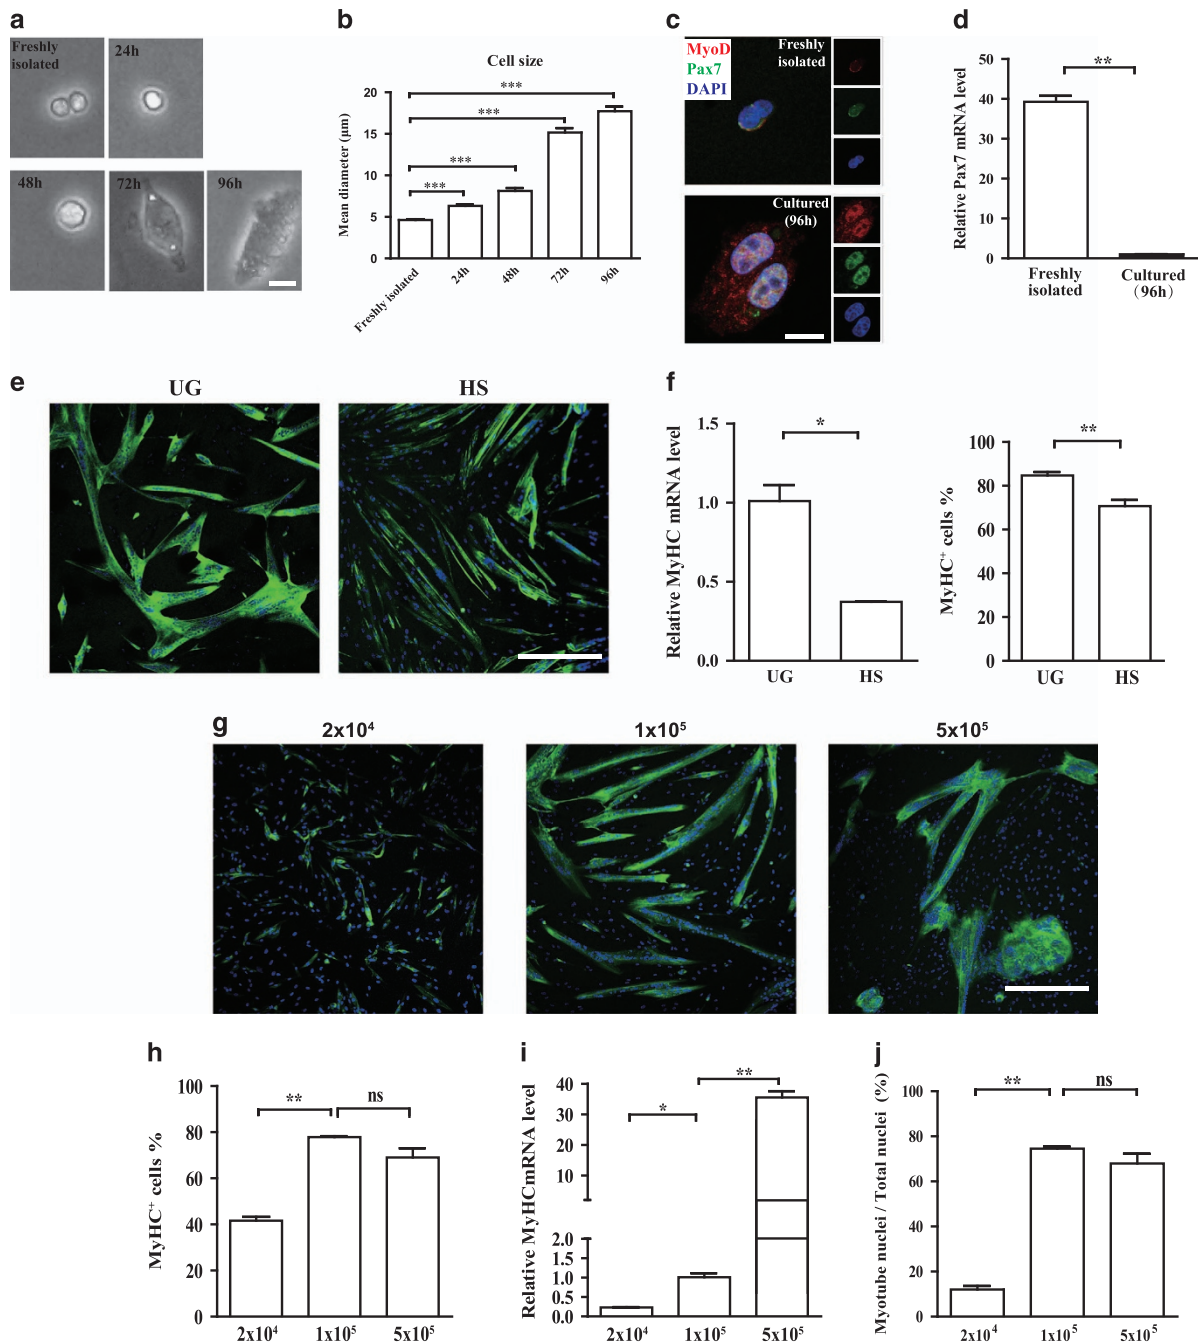 a
Freshly
isolated
24h
48h
72h
96h
b
Cell size
Mean diameter (μm)
20
15
10
5
0
***
***
***
***
Freshly isolated
24h
48h
72h
96h
c
MyoD
Pax7
DAPI
Freshly
isolated
Cultured
(96h)
d
Relative Pax7 mRNA level
50
40
30
20
10
0
**
Freshly
isolated
Cultured
(96h)
e
UG
HS
f
Relative MyHC mRNA level
1.5
1.0
0.5
0.0
*
UG
HS
MyHC⁺ cells %
100
80
60
40
20
0
**
UG
HS
g
2x10⁴
1x10⁵
5x10⁵
h
MyHC⁺ cells %
100
80
60
40
20
0
**
ns
2x10⁴
1x10⁵
5x10⁵
i
Relative MyHCmRNA level
40
30
20
10
2.0
1.5
1.0
0.5
0.0
*
**
2x10⁴
1x10⁵
5x10⁵
j
Myotube nuclei / Total nuclei (%)
100
80
60
40
20
0
**
ns
2x10⁴
1x10⁵
5x10⁵